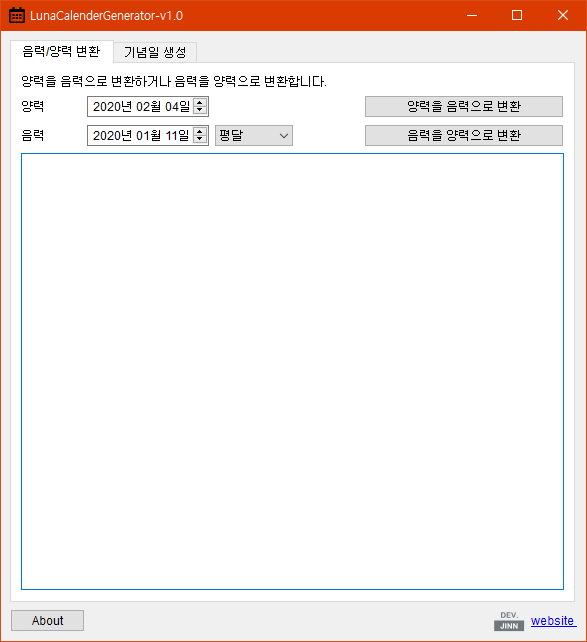 LunaCalenderGenerator-v1.0
음력/양력 변환 기념일 생성
양력을 음력으로 변환하거나 음력을 양력으로 변환합니다.
양력 2020년 02월 04일 양력을 음력으로 변환
음력 2020년 01월 11일 평달 음력을 양력으로 변환
About DEV. JINN website